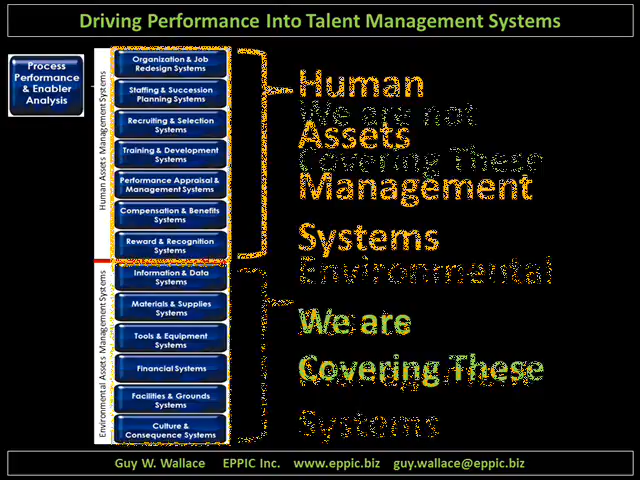 Driving Performance Into Talent Management Systems
Process
Performance
& Enabler
Analysis
Human Assets Management Systems
Organization & Job
Redesign Systems
Staffing & Succession
Planning Systems
Recruiting & Selection
Systems
Training & Development
Systems
Performance Appraisal &
Management Systems
Compensation & Benefits
Systems
Reward & Recognition
Systems
Environmental Assets Management Systems
Information & Data
Systems
Materials & Supplies
Systems
Tools & Equipment
Systems
Financial Systems
Facilities & Grounds
Systems
Culture &
Consequence Systems
Human
We are not
Assets
Covering These
Management
Systems
Environmental
We are
Covering These
Systems
Guy W. Wallace EPPIC Inc. www.eppic.biz guy.wallace@eppic.biz